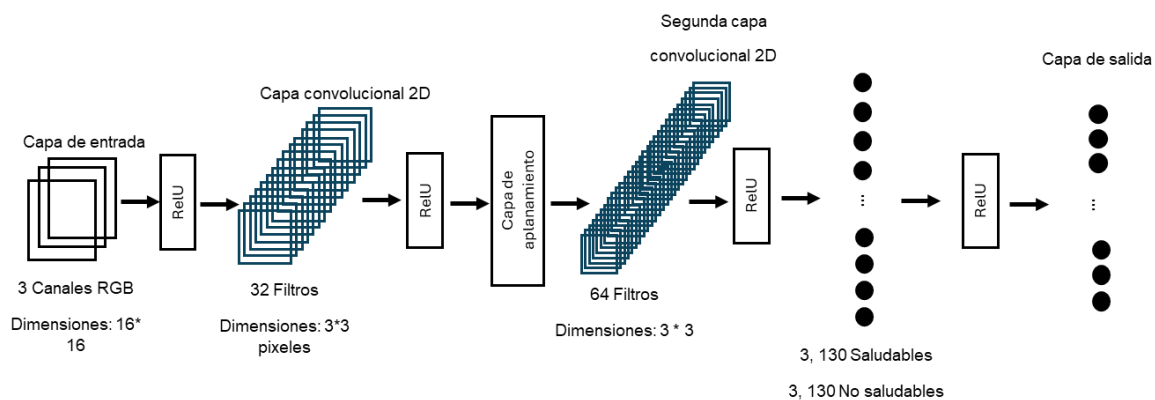 Capa de entrada
3 Canales RGB
Dimensiones: 16*
16
RelU
Capa convolucional 2D
32 Filtros
Dimensiones: 3*3
pixeles
RelU
Capa de
aplanamiento
Segunda capa
convolucional 2D
64 Filtros
Dimensiones: 3 * 3
RelU
...
3, 130 Saludables
3, 130 No saludables
RelU
Capa de salida
...